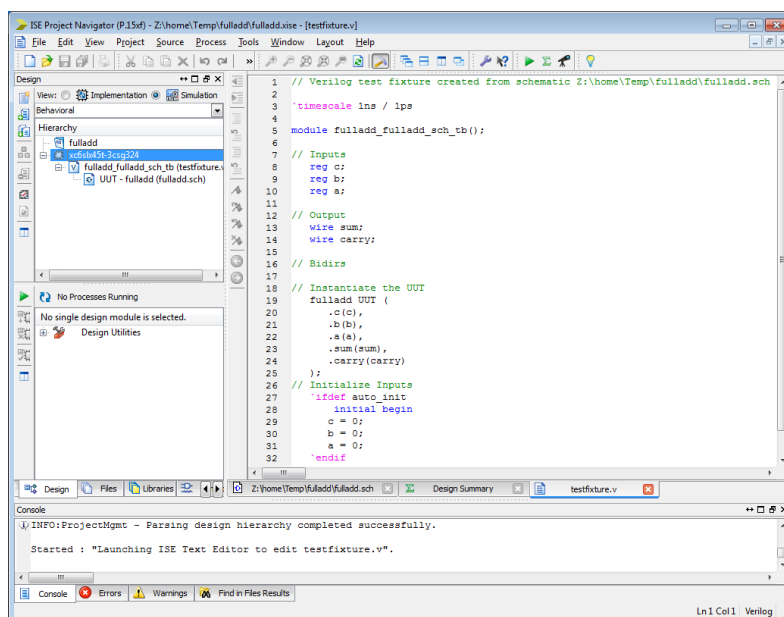 ISE Project Navigator (P.15xf) - Z:\home\Temp\fulladd\fulladd.xise - [testfixture.v]
File Edit View Project Source Process Tools Window Layout Help
Design
View: Implementation Simulation
Behavioral
Hierarchy
fulladd
xc6slx45t-3csg324
fulladd_fulladd_sch_tb (testfixture.v
UUT - fulladd (fulladd.sch)
No Processes Running
No single design module is selected.
Design Utilities
Design Files Libraries
1 // Verilog test fixture created from schematic Z:\home\Temp\fulladd\fulladd.sch
2
3 `timescale 1ns / 1ps
4
5 module fulladd_fulladd_sch_tb();
6
7 // Inputs
8 reg c;
9 reg b;
10 reg a;
11
12 // Output
13 wire sum;
14 wire carry;
15
16 // Bidirs
17
18 // Instantiate the UUT
19 fulladd UUT (
20 .c(c),
21 .b(b),
22 .a(a),
23 .sum(sum),
24 .carry(carry)
25 );
26 // Initialize Inputs
27 `ifdef auto_init
28 initial begin
29 c = 0;
30 b = 0;
31 a = 0;
32 `endif
Z:\home\Temp\fulladd\fulladd.sch Design Summary testfixture.v
Console
INFO:ProjectMgmt - Parsing design hierarchy completed successfully.
Started : "Launching ISE Text Editor to edit testfixture.v".
Console Errors Warnings Find in Files Results
Ln 1 Col 1 Verilog